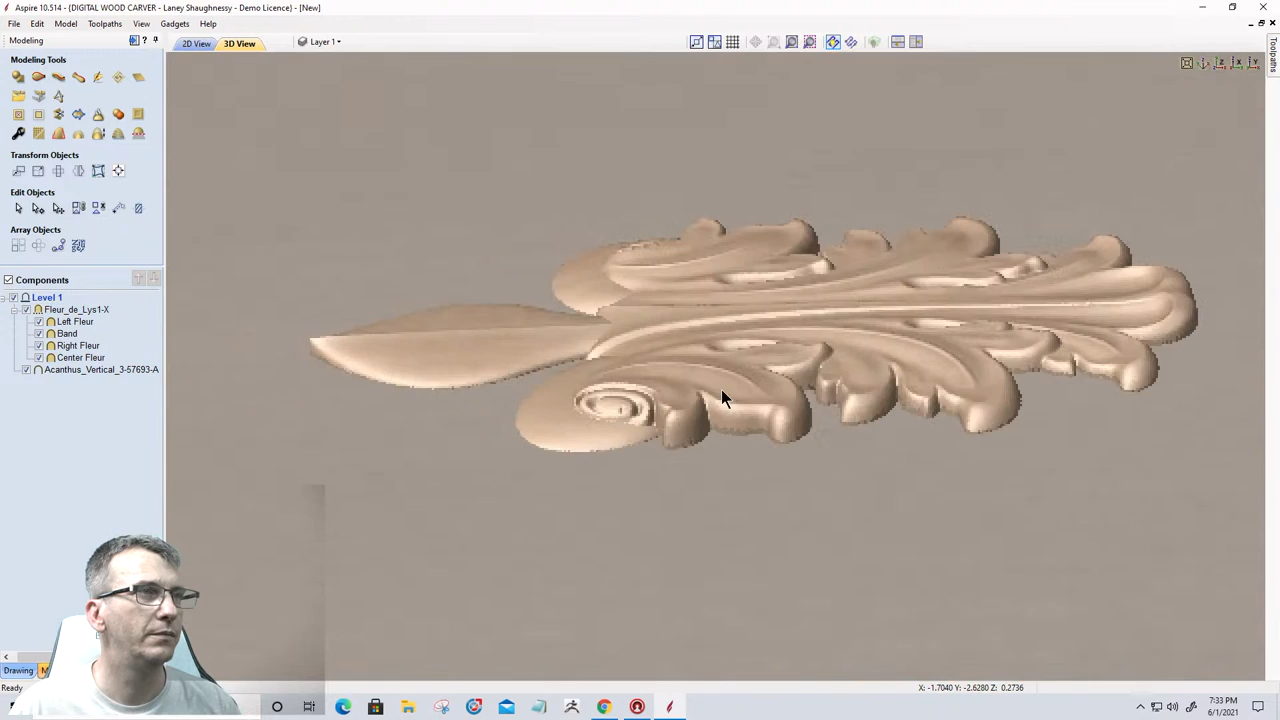 Aspire 10.514 - {DIGITAL WOOD CARVER - Laney Shaughnessy - Demo Licence} - [New]
File Edit Model Toolpaths View Gadgets Help
Modeling
2D View 3D View Layer 1
Toolpaths
Modeling Tools
Transform Objects
Edit Objects
Array Objects
Components
Level 1
Fleur_de_Lys1-X
Left Fleur
Band
Right Fleur
Center Fleur
Acanthus_Vertical_3-57693-A
Drawing
Ready
X: -1.7040 Y: -2.6280 Z: 0.2736
7:33 PM
6/1/2021